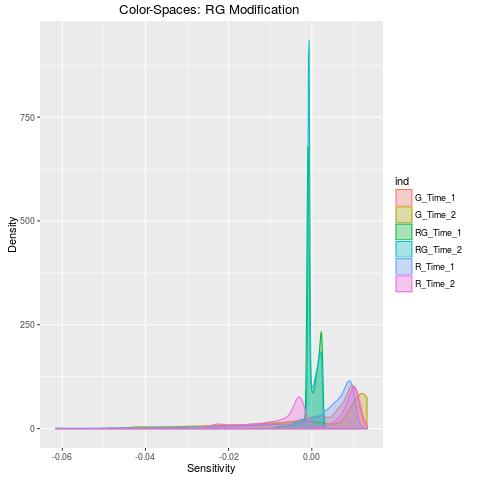 Color-Spaces: RG Modification
Density
750
500
250
0
-0.06
-0.04
-0.02
0.00
Sensitivity
ind
G_Time_1
G_Time_2
RG_Time_1
RG_Time_2
R_Time_1
R_Time_2